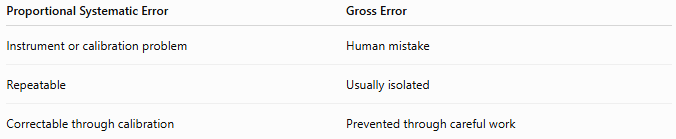 Proportional Systematic Error Gross Error
Instrument or calibration problem Human mistake
Repeatable Usually isolated
Correctable through calibration Prevented through careful work